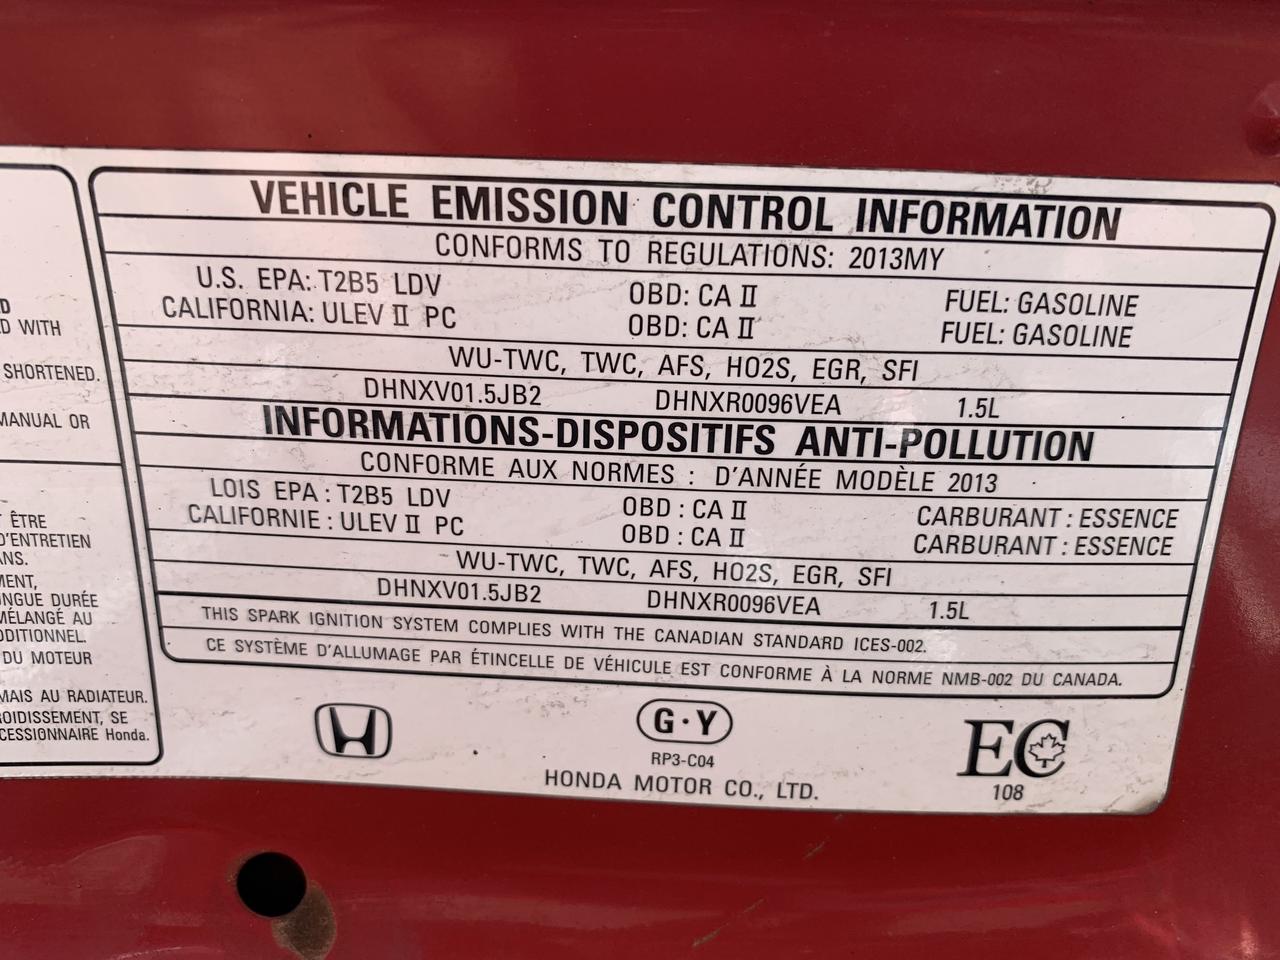 D
D WITH
SHORTENED.
MANUAL OR
ÊTRE
D'ENTRETIEN
ANS.
MENT,
LONGUE DURÉE
MÉLANGÉ AU
DDITIONNEL.
DU MOTEUR
MAIS AU RADIATEUR.
ROIDISSEMENT, SE
CESSIONNAIRE Honda.
VEHICLE EMISSION CONTROL INFORMATION
CONFORMS TO REGULATIONS: 2013MY
U.S. EPA: T2B5 LDV OBD: CA II FUEL: GASOLINE
CALIFORNIA: ULEV II PC OBD: CA II FUEL: GASOLINE
WU-TWC, TWC, AFS, HO2S, EGR, SFI
DHNXV01.5JB2 DHNXR0096VEA 1.5L
INFORMATIONS-DISPOSITIFS ANTI-POLLUTION
CONFORME AUX NORMES : D'ANNÉE MODÈLE 2013
LOIS EPA : T2B5 LDV OBD : CA II CARBURANT : ESSENCE
CALIFORNIE : ULEV II PC OBD : CA II CARBURANT : ESSENCE
WU-TWC, TWC, AFS, HO2S, EGR, SFI
DHNXV01.5JB2 DHNXR0096VEA 1.5L
THIS SPARK IGNITION SYSTEM COMPLIES WITH THE CANADIAN STANDARD ICES-002.
CE SYSTÈME D'ALLUMAGE PAR ÉTINCELLE DE VÉHICULE EST CONFORME À LA NORME NMB-002 DU CANADA.
G·Y
RP3-C04
HONDA MOTOR CO., LTD.
EC
108